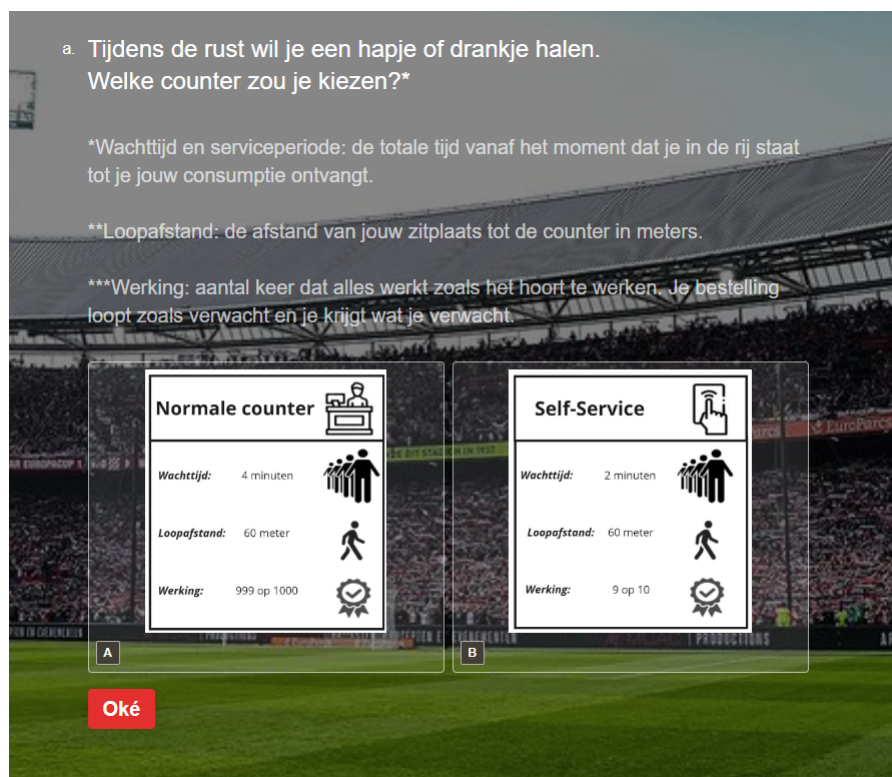 a. Tijdens de rust wil je een hapje of drankje halen.
Welke counter zou je kiezen?*
*Wachttijd en serviceperiode: de totale tijd vanaf het moment dat je in de rij staat
tot je jouw consumptie ontvangt.
**Loopafstand: de afstand van jouw zitplaats tot de counter in meters.
***Werking: aantal keer dat alles werkt zoals het hoort te werken. Je bestelling
loopt zoals verwacht en je krijgt wat je verwacht.
Normale counter
Wachttijd: 4 minuten
Loopafstand: 60 meter
Werking: 999 op 1000
A
Self-Service
Wachttijd: 2 minuten
Loopafstand: 60 meter
Werking: 9 op 10
B
EuroParcs
PRODUCTIONS
Oké